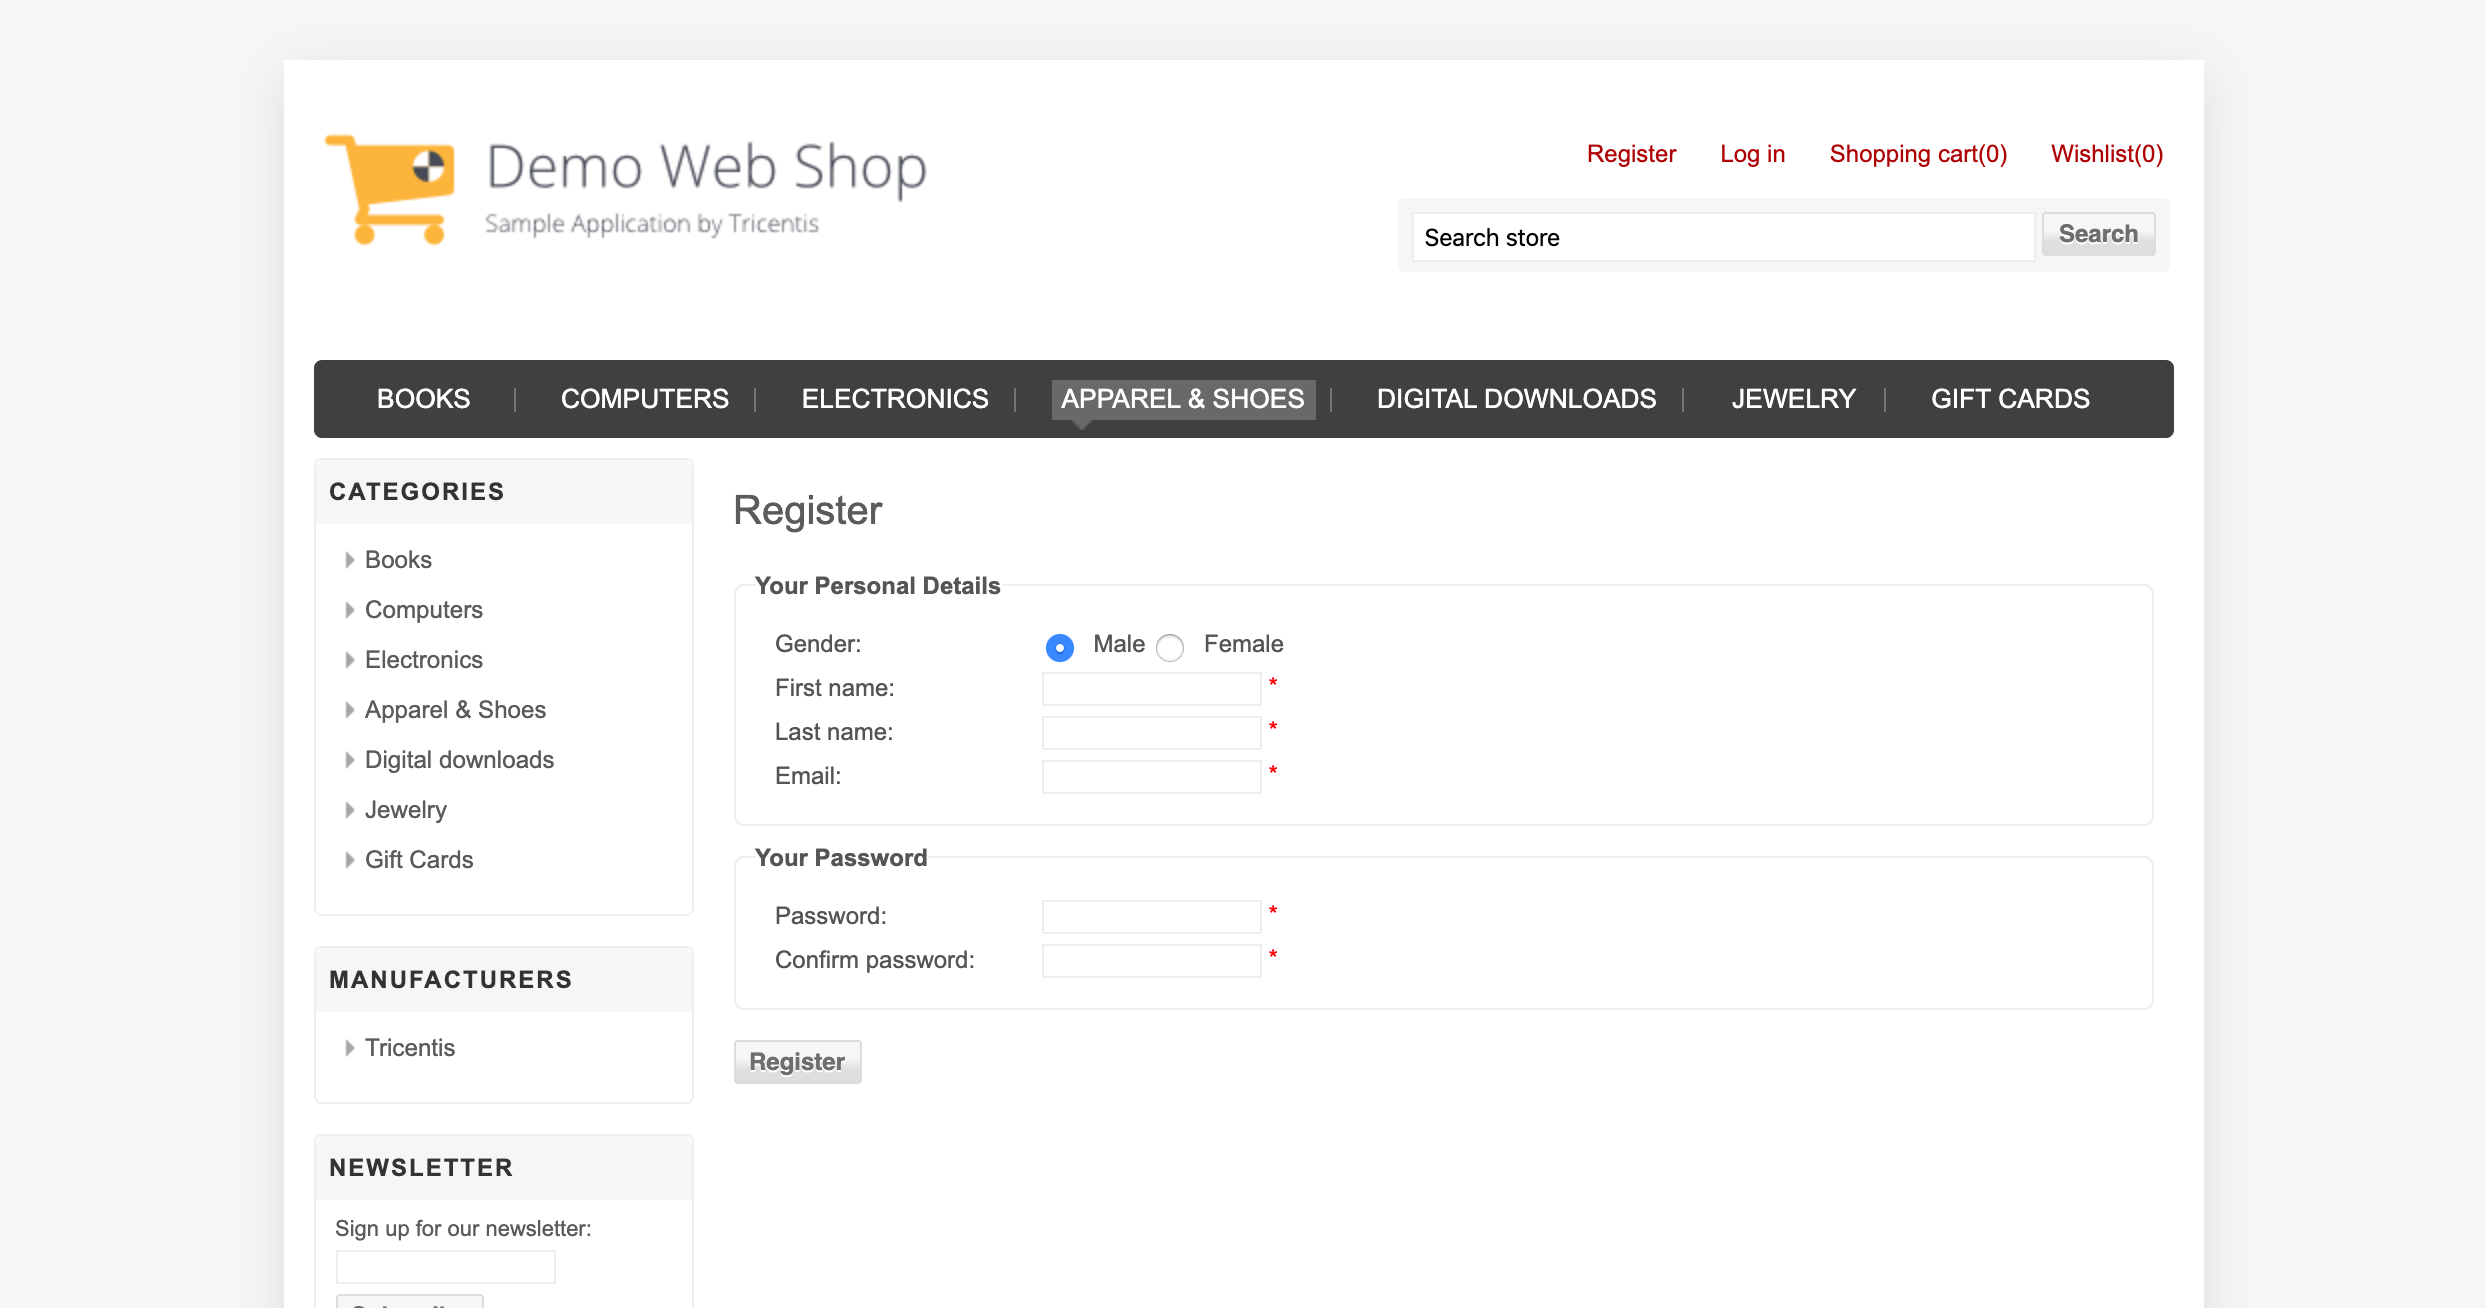 Demo Web Shop
Sample Application by Tricentis
Register Log in Shopping cart(0) Wishlist(0)
Search store Search
BOOKS COMPUTERS ELECTRONICS APPAREL & SHOES DIGITAL DOWNLOADS JEWELRY GIFT CARDS
CATEGORIES
Books
Computers
Electronics
Apparel & Shoes
Digital downloads
Jewelry
Gift Cards
MANUFACTURERS
Tricentis
NEWSLETTER
Sign up for our newsletter:
Register
Your Personal Details
Gender: Male Female
First name: *
Last name: *
Email: *
Your Password
Password: *
Confirm password: *
Register